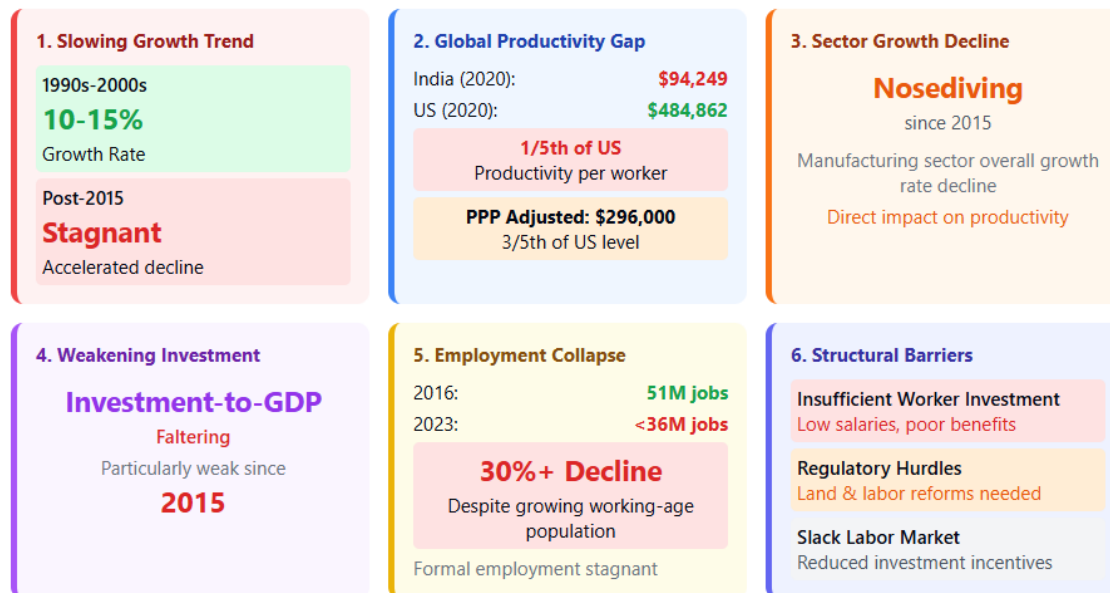 1. Slowing Growth Trend
1990s-2000s
10-15%
Growth Rate
Post-2015
Stagnant
Accelerated decline
2. Global Productivity Gap
India (2020): $94,249
US (2020): $484,862
1/5th of US
Productivity per worker
PPP Adjusted: $296,000
3/5th of US level
3. Sector Growth Decline
Nosediving
since 2015
Manufacturing sector overall growth
rate decline
Direct impact on productivity
4. Weakening Investment
Investment-to-GDP
Faltering
Particularly weak since
2015
5. Employment Collapse
2016: 51M jobs
2023: <36M jobs
30%+ Decline
Despite growing working-age
population
Formal employment stagnant
6. Structural Barriers
Insufficient Worker Investment
Low salaries, poor benefits
Regulatory Hurdles
Land & labor reforms needed
Slack Labor Market
Reduced investment incentives